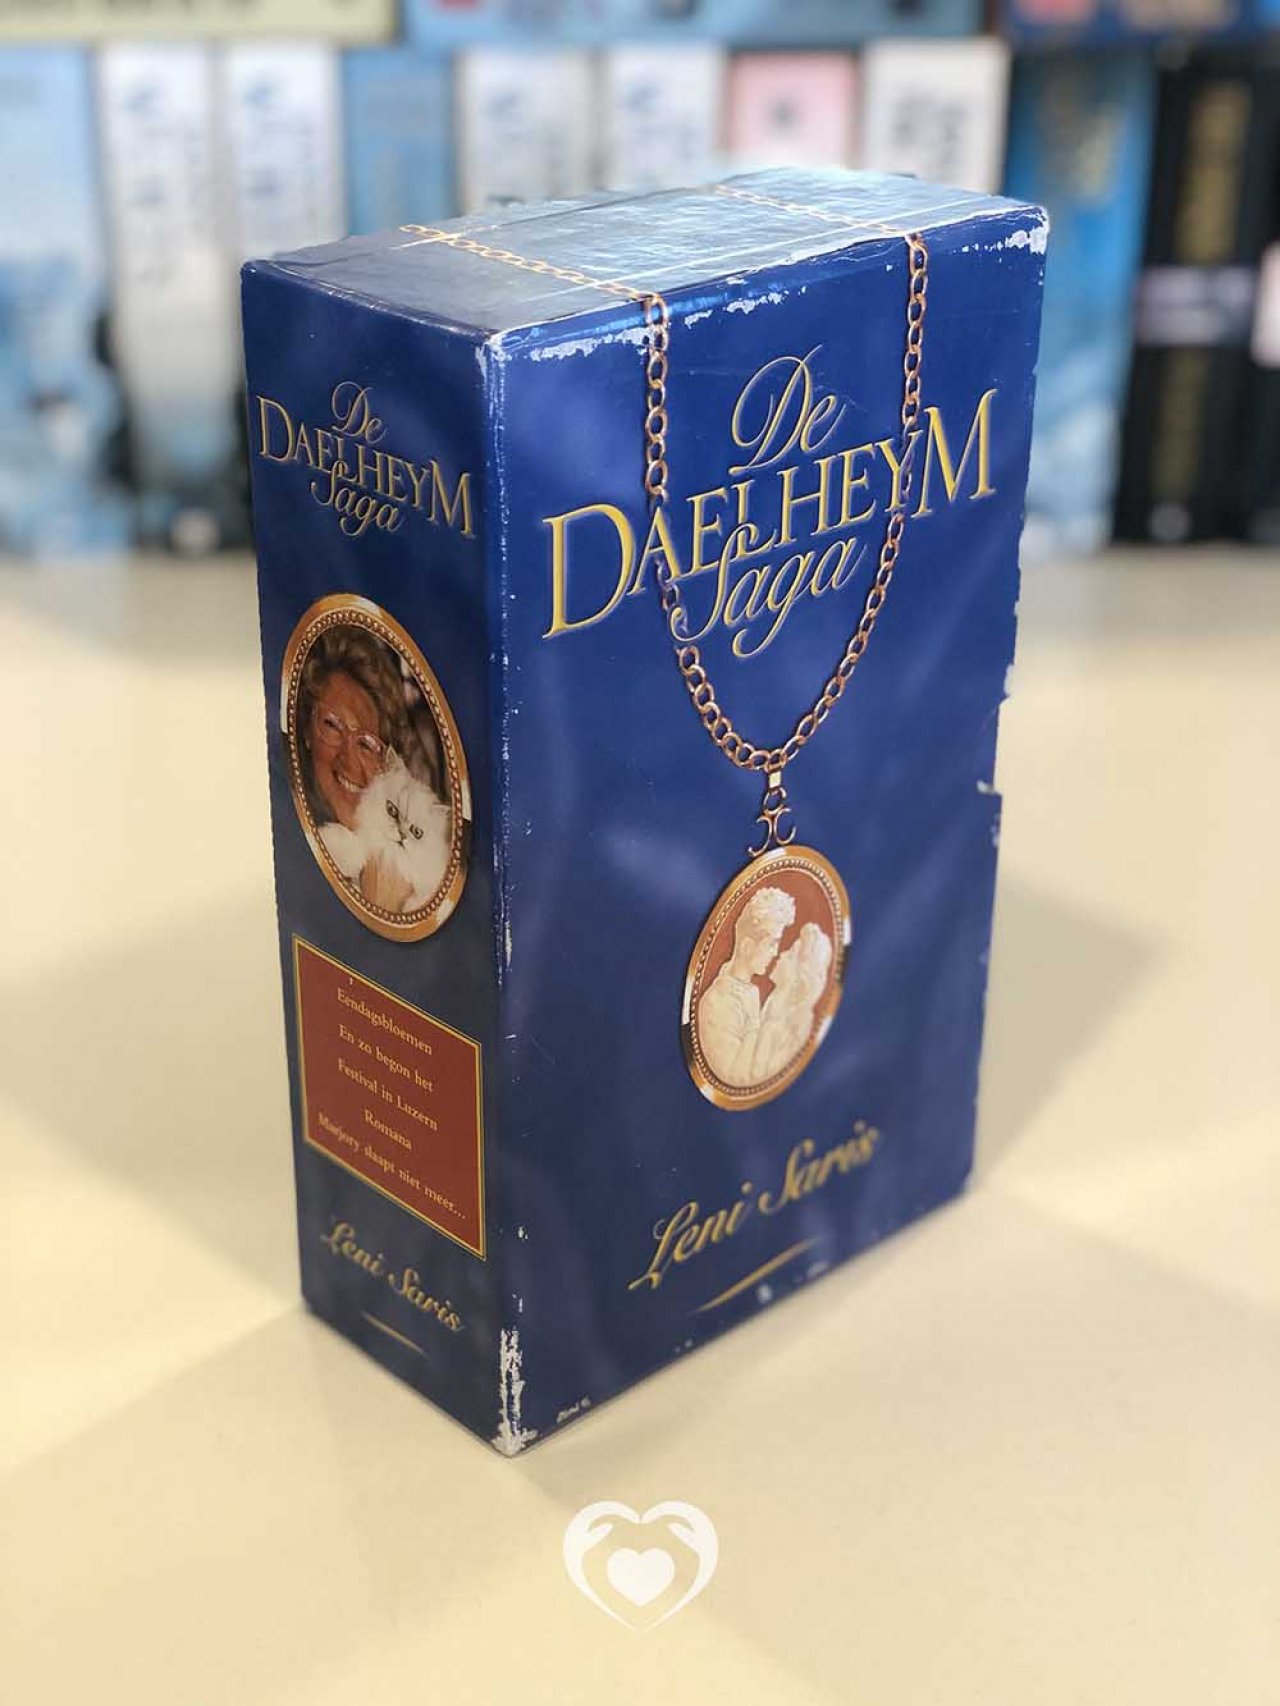 De
DAELHEYM
Saga
Eendagsbloemen
En zo begon het
Festival in Luzern
Romana
Marjory slaapt niet meer...
Leni Saris
De
DAELHEYM
Saga
Leni Saris